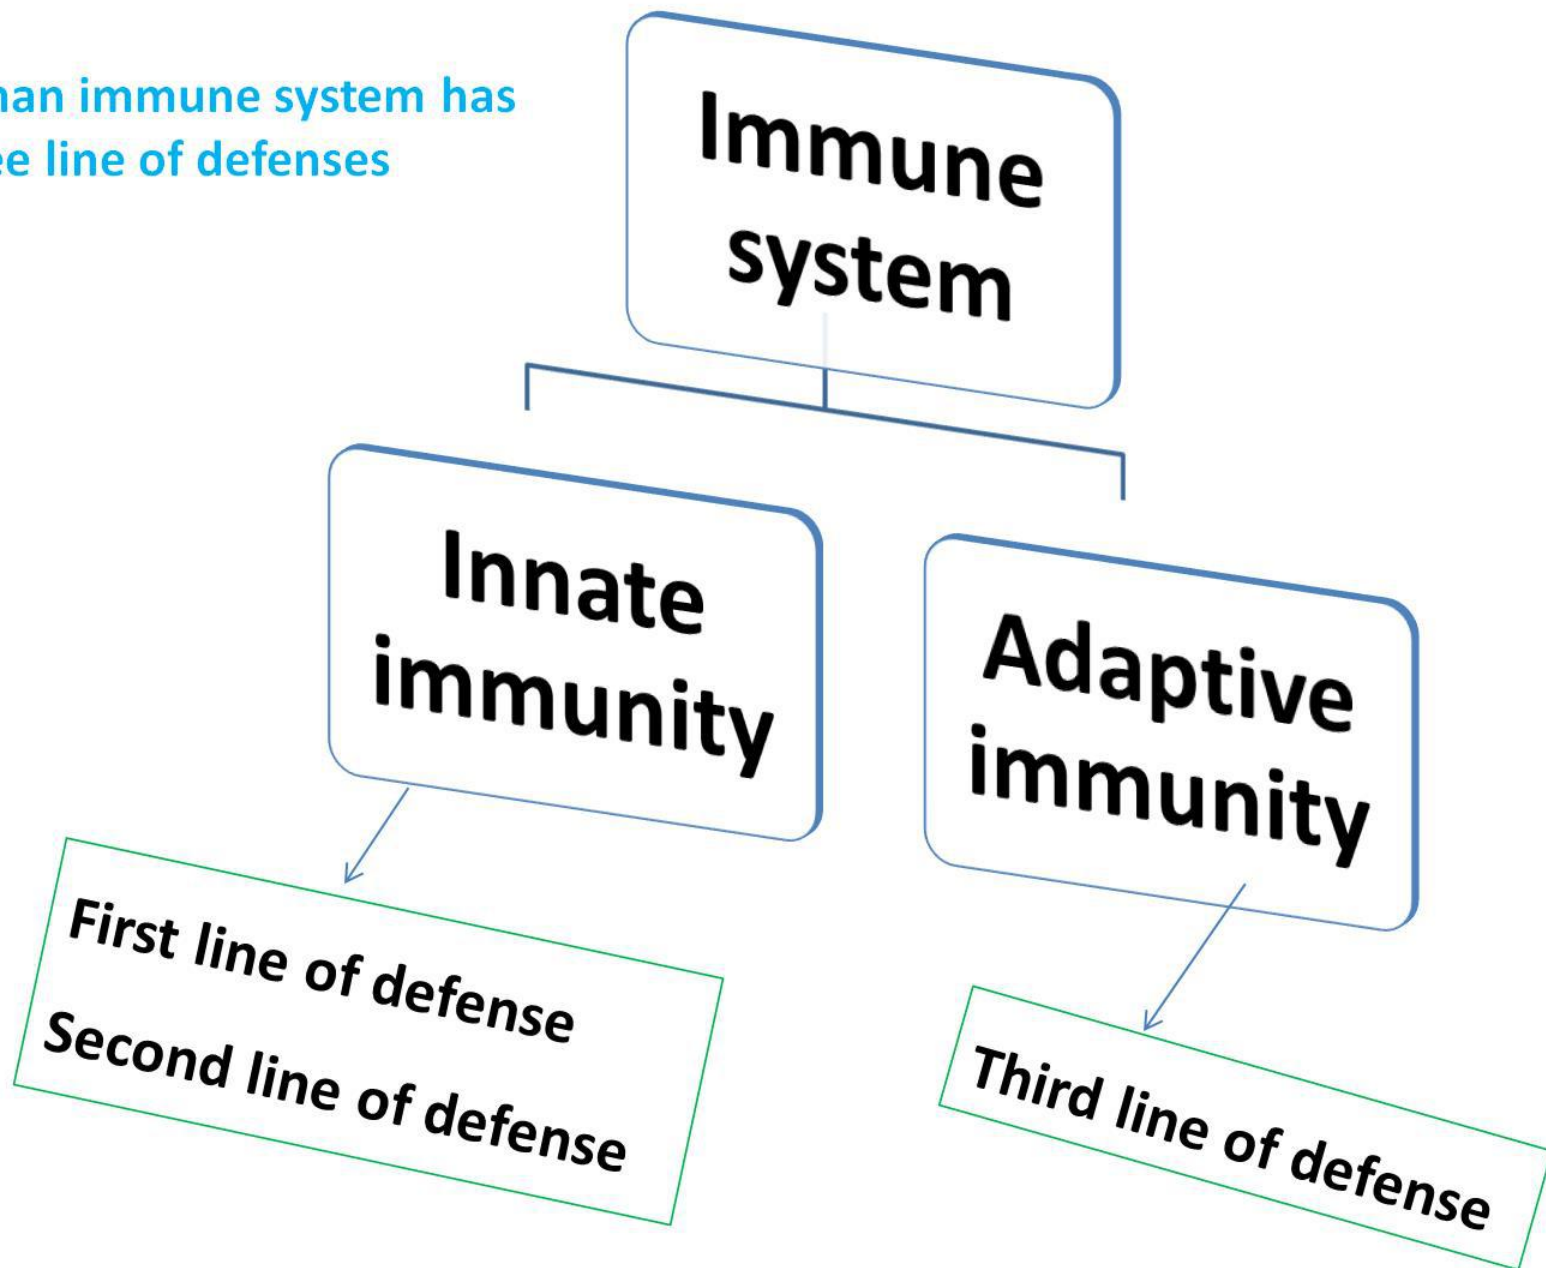 man immune system has
ee line of defenses
Immune
system
Innate
immunity
Adaptive
immunity
First line of defense
Second line of defense
Third line of defense